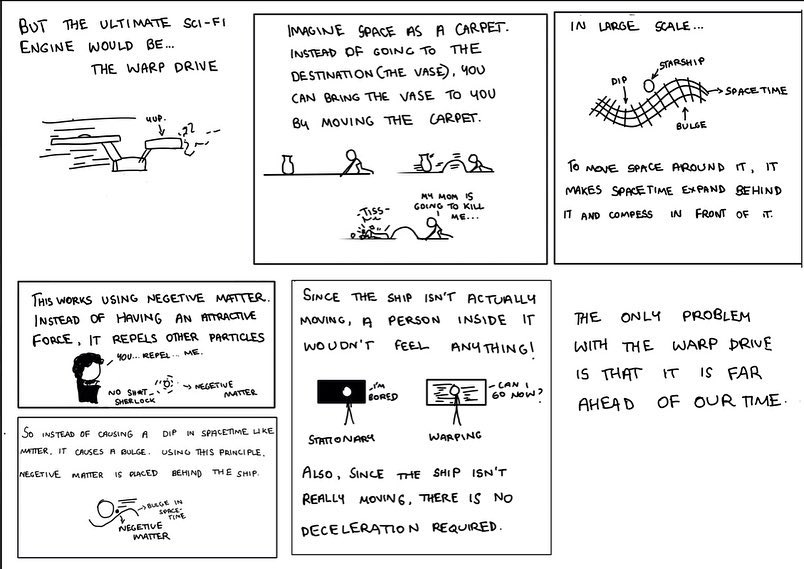 BUT THE ULTIMATE SCI-FI
ENGINE WOULD BE...
THE WARP DRIVE
YUP.
IMAGINE SPACE AS A CARPET.
INSTEAD OF GOING TO THE
DESTINATION (THE VASE), YOU
CAN BRING THE VASE TO YOU
BY MOVING THE CARPET.
-TISS-
MY MOM IS
GOING TO KILL
ME...
IN LARGE SCALE...
STARSHIP
DIP
SPACETIME
BULGE
TO MOVE SPACE AROUND IT, IT
MAKES SPACETIME EXPAND BEHIND
IT AND COMPESS IN FRONT OF IT.
THIS WORKS USING NEGETIVE MATTER.
INSTEAD OF HAVING AN ATTRACTIVE
FORCE, IT REPELS OTHER PARTICLES
YOU... REPEL... ME.
NO SH*T
SHERLOCK
NEGETIVE
MATTER
SO INSTEAD OF CAUSING A DIP IN SPACETIME LIKE
MATTER, IT CAUSES A BULGE. USING THIS PRINCIPLE,
NEGETIVE MATTER IS PLACED BEHIND THE SHIP.
BULGE IN
SPACE-
TIME
NEGETIVE
MATTER
SINCE THE SHIP ISN'T ACTUALLY
MOVING, A PERSON INSIDE IT
WOUDN'T FEEL ANYTHING!
I'M
BORED
CAN I
GO NOW?
STATIONARY
WARPING
ALSO, SINCE THE SHIP ISN'T
REALLY MOVING, THERE IS NO
DECELERATION REQUIRED.
THE ONLY PROBLEM
WITH THE WARP DRIVE
IS THAT IT IS FAR
AHEAD OF OUR TIME.